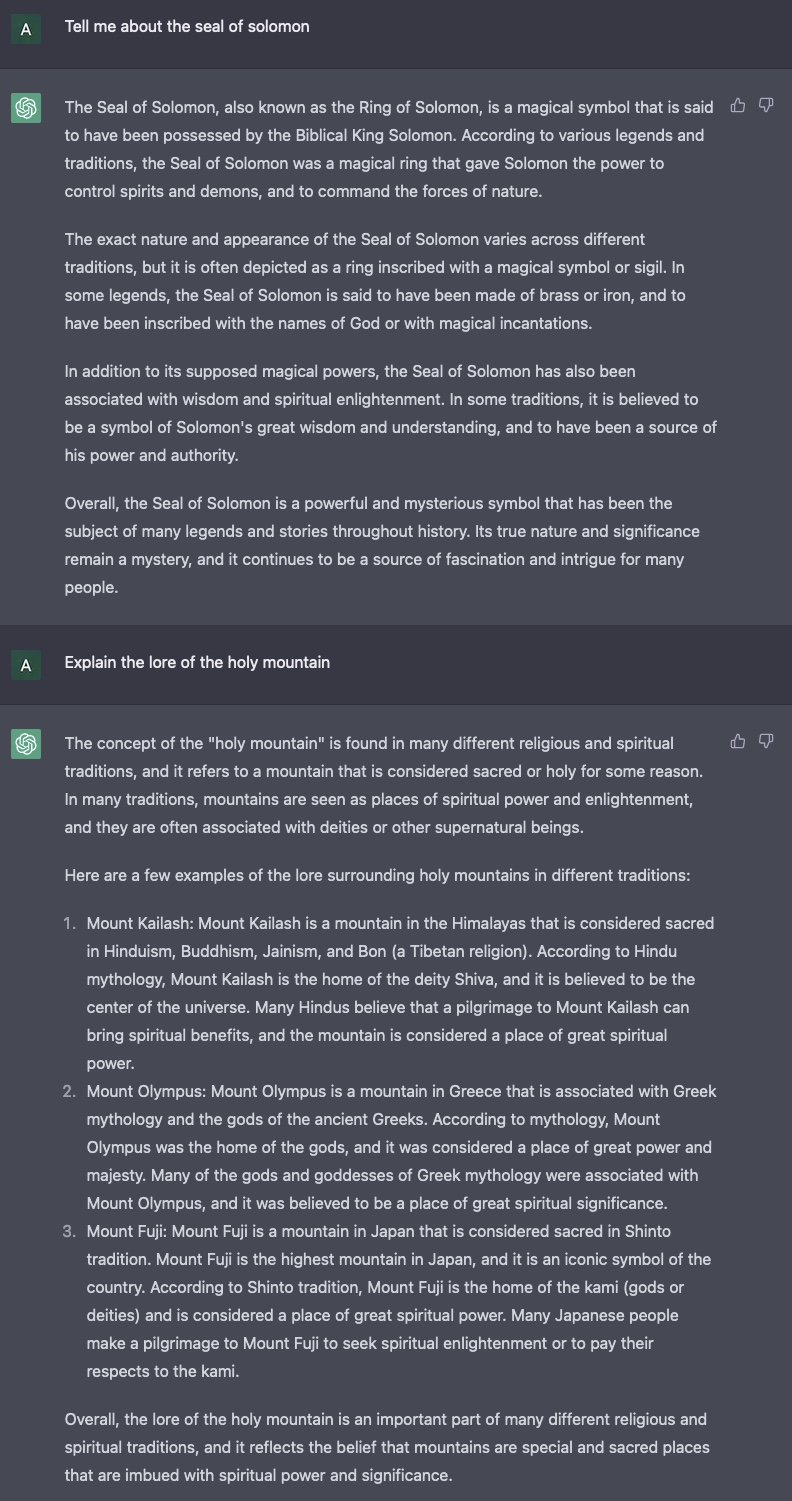 A
Tell me about the seal of solomon
The Seal of Solomon, also known as the Ring of Solomon, is a magical symbol that is said
to have been possessed by the Biblical King Solomon. According to various legends and
traditions, the Seal of Solomon was a magical ring that gave Solomon the power to
control spirits and demons, and to command the forces of nature.
The exact nature and appearance of the Seal of Solomon varies across different
traditions, but it is often depicted as a ring inscribed with a magical symbol or sigil. In
some legends, the Seal of Solomon is said to have been made of brass or iron, and to
have been inscribed with the names of God or with magical incantations.
In addition to its supposed magical powers, the Seal of Solomon has also been
associated with wisdom and spiritual enlightenment. In some traditions, it is believed to
be a symbol of Solomon's great wisdom and understanding, and to have been a source of
his power and authority.
Overall, the Seal of Solomon is a powerful and mysterious symbol that has been the
subject of many legends and stories throughout history. Its true nature and significance
remain a mystery, and it continues to be a source of fascination and intrigue for many
people.
A
Explain the lore of the holy mountain
The concept of the "holy mountain" is found in many different religious and spiritual
traditions, and it refers to a mountain that is considered sacred or holy for some reason.
In many traditions, mountains are seen as places of spiritual power and enlightenment,
and they are often associated with deities or other supernatural beings.
Here are a few examples of the lore surrounding holy mountains in different traditions:
1. Mount Kailash: Mount Kailash is a mountain in the Himalayas that is considered sacred
in Hinduism, Buddhism, Jainism, and Bon (a Tibetan religion). According to Hindu
mythology, Mount Kailash is the home of the deity Shiva, and it is believed to be the
center of the universe. Many Hindus believe that a pilgrimage to Mount Kailash can
bring spiritual benefits, and the mountain is considered a place of great spiritual
power.
2. Mount Olympus: Mount Olympus is a mountain in Greece that is associated with Greek
mythology and the gods of the ancient Greeks. According to mythology, Mount
Olympus was the home of the gods, and it was considered a place of great power and
majesty. Many of the gods and goddesses of Greek mythology were associated with
Mount Olympus, and it was believed to be a place of great spiritual significance.
3. Mount Fuji: Mount Fuji is a mountain in Japan that is considered sacred in Shinto
tradition. Mount Fuji is the highest mountain in Japan, and it is an iconic symbol of the
country. According to Shinto tradition, Mount Fuji is the home of the kami (gods or
deities) and is considered a place of great spiritual power. Many Japanese people
make a pilgrimage to Mount Fuji to seek spiritual enlightenment or to pay their
respects to the kami.
Overall, the lore of the holy mountain is an important part of many different religious and
spiritual traditions, and it reflects the belief that mountains are special and sacred places
that are imbued with spiritual power and significance.